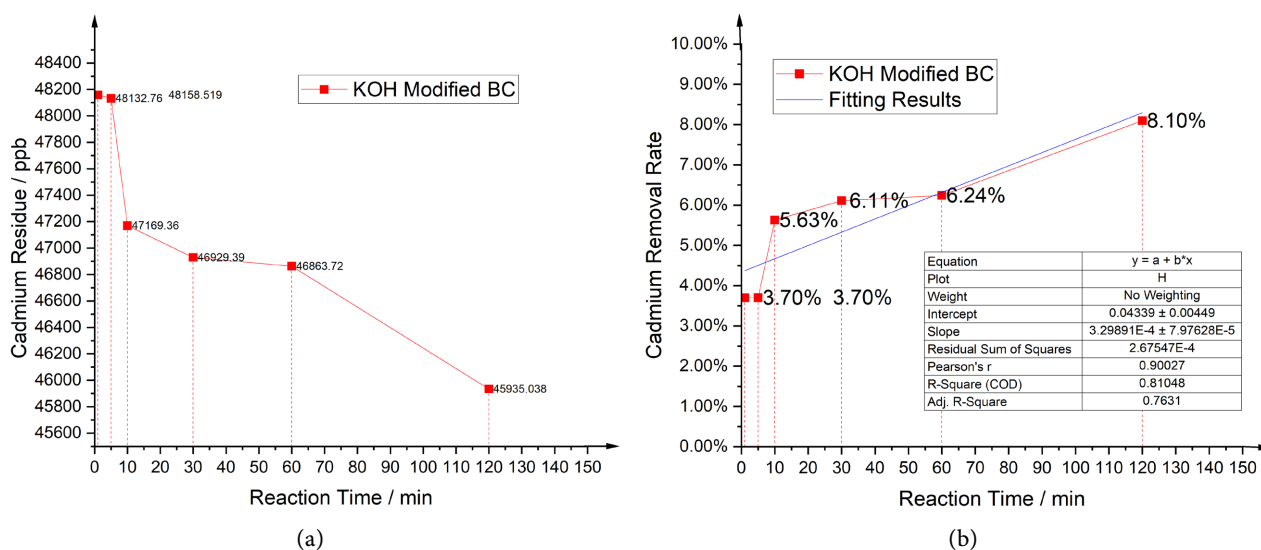 48400
48200
48000
47800
47600
47400
47200
47000
46800
46600
46400
46200
46000
45800
45600
Cadmium Residue / ppb
KOH Modified BC
48132.76 48158.519
47169.36
46929.39
46863.72
45935.038
0 10 20 30 40 50 60 70 80 90 100 110 120 130 140 150
Reaction Time / min
(a)
10.00%
9.00%
8.00%
7.00%
6.00%
5.00%
4.00%
3.00%
2.00%
1.00%
0.00%
Cadmium Removal Rate
KOH Modified BC
Fitting Results
3.70% 3.70%
5.63%
6.11%
6.24%
8.10%
Equation y = a + b*x
Plot H
Weight No Weighting
Intercept 0.04339 ± 0.00449
Slope 3.29891E-4 ± 7.97628E-5
Residual Sum of Squares 2.67547E-4
Pearson's r 0.90027
R-Square (COD) 0.81048
Adj. R-Square 0.7631
0 10 20 30 40 50 60 70 80 90 100 110 120 130 140 150
Reaction Time / min
(b)